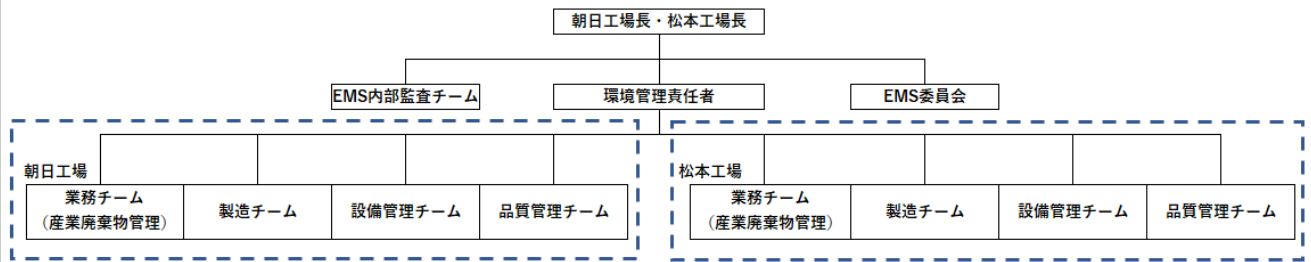 朝日工場長・松本工場長
EMS内部監査チーム
環境管理責任者
EMS委員会
朝日工場
業務チーム
（産業廃棄物管理）
製造チーム
設備管理チーム
品質管理チーム
松本工場
業務チーム
（産業廃棄物管理）
製造チーム
設備管理チーム
品質管理チーム